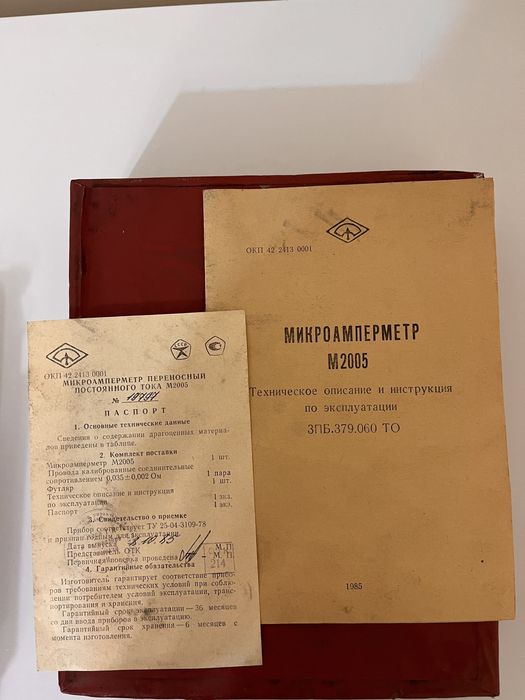 ОКП 42 2413 0001
МИКРОАМПЕРМЕТР
М2005
Техническое описание и инструкция
по эксплуатации
3ПБ.379.060 ТО
1985
ОКП 42.2413 0001
МИКРОАМПЕРМЕТР ПЕРЕНОСНЫЙ
ПОСТОЯННОГО ТОКА М2005
№
ПАСПОРТ
1. Основные технические данные
Сведения о содержании драгоценных материа-
лов приведены в таблице.
2. Комплект поставки
Микроамперметр М2005 1 шт.
Провода калиброванные соединительные
сопротивлением 0,035±0,002 Ом 1 пара
Футляр 1 шт.
Техническое описание и инструкция
по эксплуатации 1 экз.
Паспорт 1 экз.
3. Свидетельство о приемке
Прибор соответствует ТУ 25-04-3109-78
и признан годным для эксплуатации.
Дата выпуска
Представитель ОТК М. П.
Первичная поверка проведена М. П.
214
4. Гарантийные обязательства
Изготовитель гарантирует соответствие прибо-
ров требованиям технических условий при соблю-
дении потребителем условий эксплуатации, транс-
портирования и хранения.
Гарантийный срок эксплуатации—36 месяцев
со дня ввода приборов в эксплуатацию.
Гарантийный срок хранения—6 месяцев с
момента изготовления.